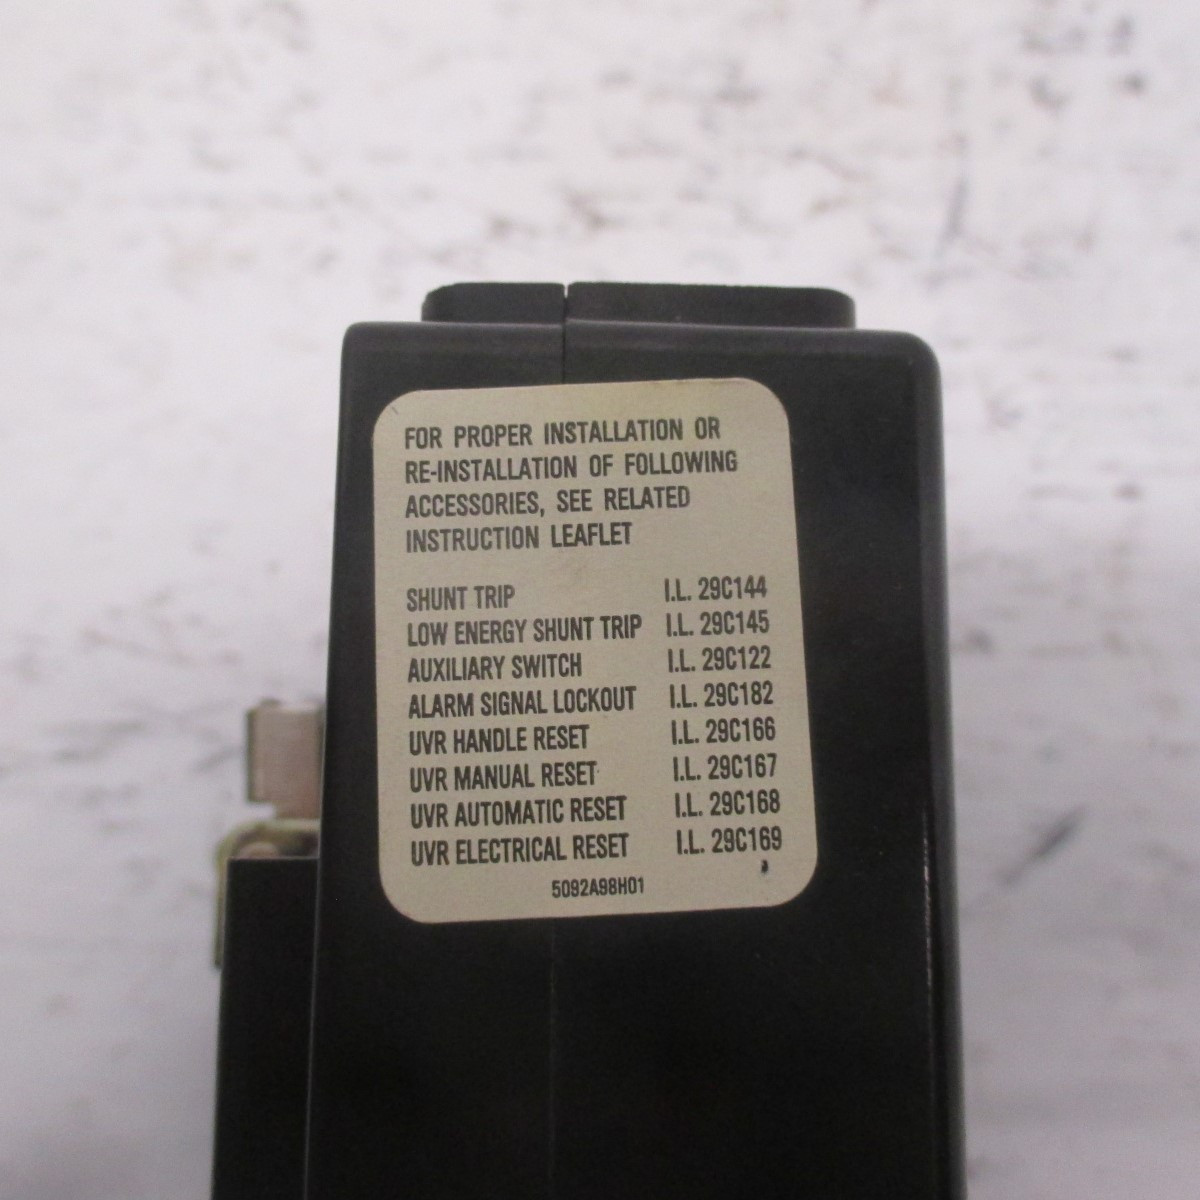 FOR PROPER INSTALLATION OR
RE-INSTALLATION OF FOLLOWING
ACCESSORIES, SEE RELATED
INSTRUCTION LEAFLET
SHUNT TRIP I.L. 29C144
LOW ENERGY SHUNT TRIP I.L. 29C145
AUXILIARY SWITCH I.L. 29C122
ALARM SIGNAL LOCKOUT I.L. 29C182
UVR HANDLE RESET I.L. 29C166
UVR MANUAL RESET I.L. 29C167
UVR AUTOMATIC RESET I.L. 29C168
UVR ELECTRICAL RESET I.L. 29C169
5092A98H01